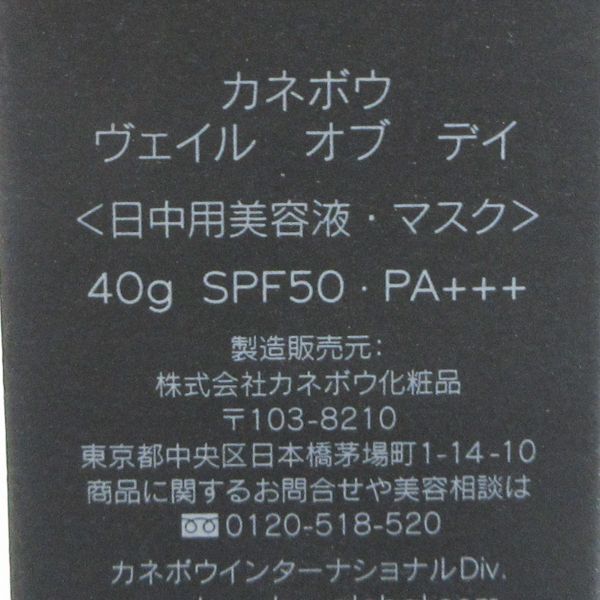 カネボウ
ヴェイル オブ デイ
<日中用美容液・マスク>
40g SPF50・PA+++
製造販売元:
株式会社カネボウ化粧品
〒103-8210
東京都中央区日本橋茅場町1-14-10
商品に関するお問合せや美容相談は
0120-518-520
カネボウインターナショナルDiv.